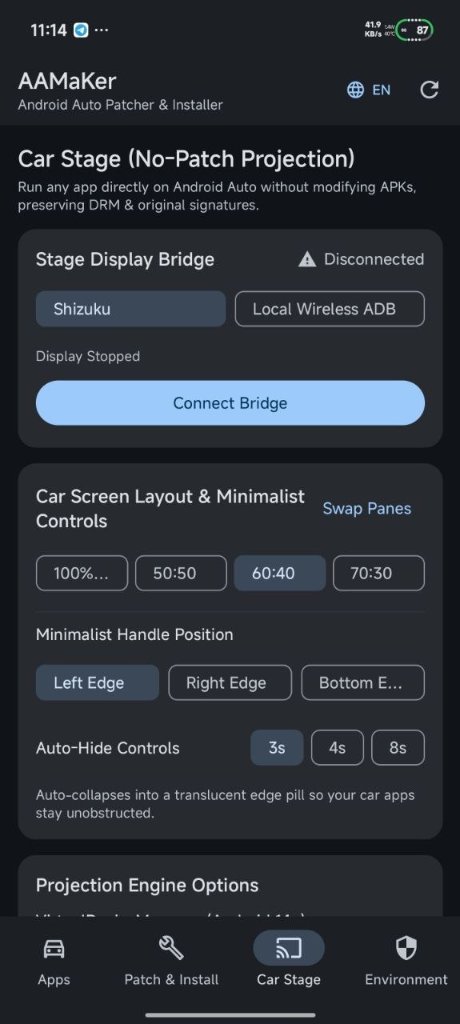 11:14 ...
41.9
KB/s
87
AAMaKer
Android Auto Patcher & Installer
EN
Car Stage (No-Patch Projection)
Run any app directly on Android Auto without modifying APKs,
preserving DRM & original signatures.
Stage Display Bridge
Disconnected
Shizuku
Local Wireless ADB
Display Stopped
Connect Bridge
Car Screen Layout & Minimalist
Controls
Swap Panes
100%...
50:50
60:40
70:30
Minimalist Handle Position
Left Edge
Right Edge
Bottom E...
Auto-Hide Controls
3s
4s
8s
Auto-collapses into a translucent edge pill so your car apps
stay unobstructed.
Projection Engine Options
Apps
Patch & Install
Car Stage
Environment